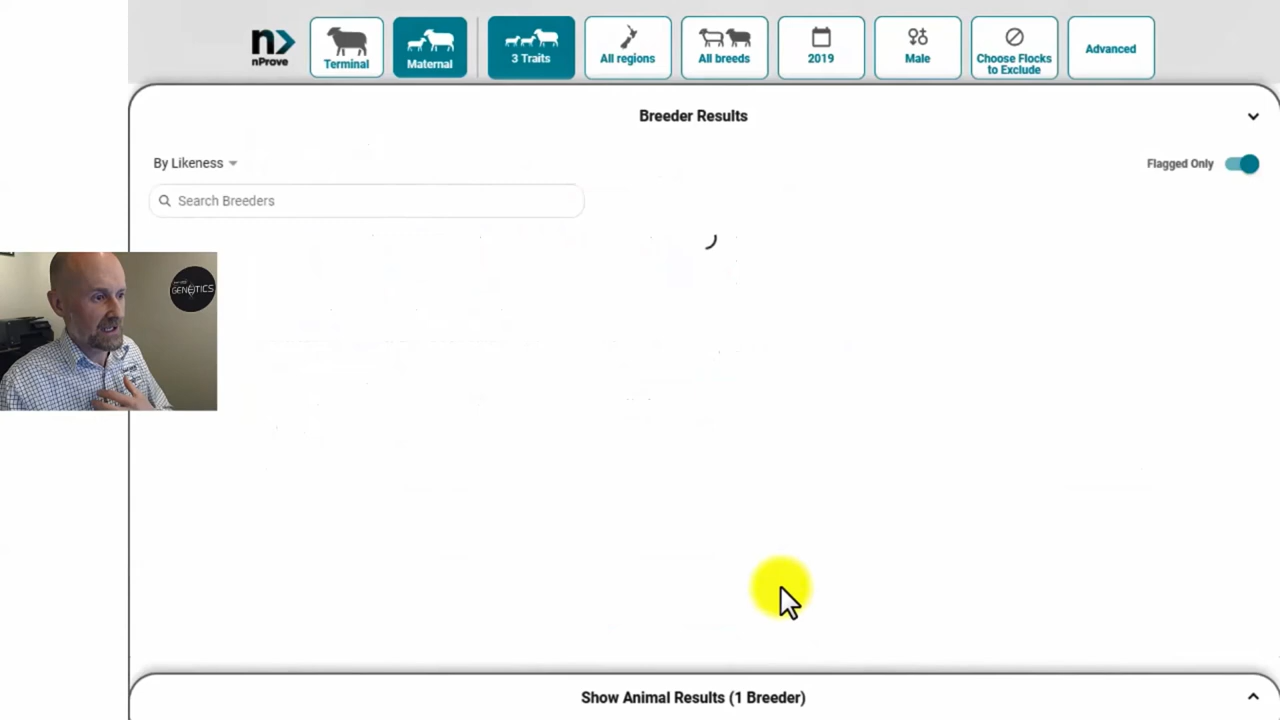 n>
nProve
Terminal
Maternal
3 Traits
All regions
All breeds
2019
Male
Choose Flocks
to Exclude
Advanced
Breeder Results
By Likeness
Flagged Only
Search Breeders
GENETICS
Show Animal Results (1 Breeder)